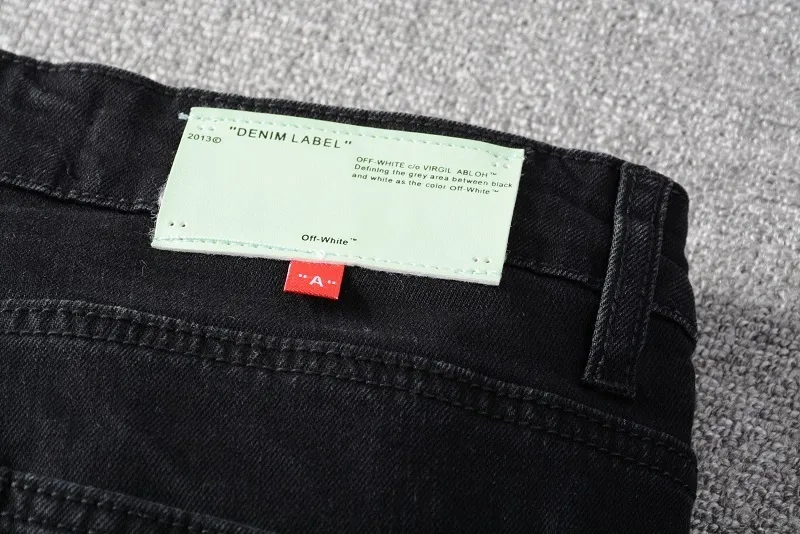 2013© "DENIM LABEL"
OFF-WHITE c/o VIRGIL ABLOH™
Defining the grey area between black
and white as the color Off-White™
Off-White™
"A"